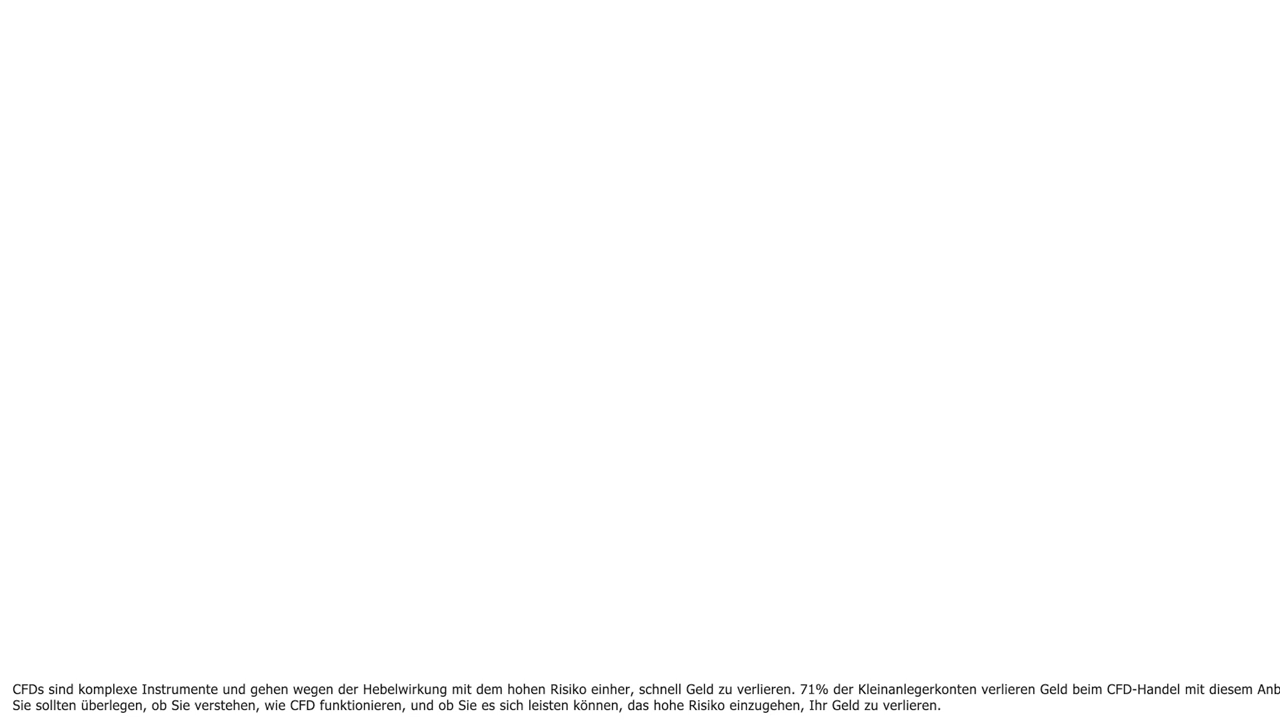 CFDs sind komplexe Instrumente und gehen wegen der Hebelwirkung mit dem hohen Risiko einher, schnell Geld zu verlieren. 71% der Kleinanlegerkonten verlieren Geld beim CFD-Handel mit diesem Anb
Sie sollten überlegen, ob Sie verstehen, wie CFD funktionieren, und ob Sie es sich leisten können, das hohe Risiko einzugehen, Ihr Geld zu verlieren.